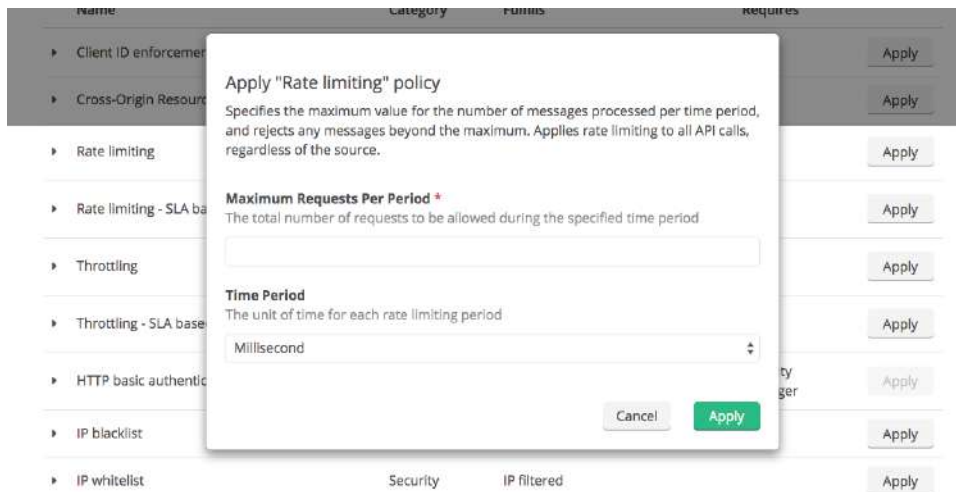 Name Category Fulfills Requires
Client ID enforcemen Apply
Cross-Origin Resourc Apply
Rate limiting Apply
Rate limiting - SLA ba Apply
Throttling Apply
Throttling - SLA base Apply
HTTP basic authentic ty
ger Apply
IP blacklist Apply
IP whitelist Security IP filtered Apply
Apply "Rate limiting" policy
Specifies the maximum value for the number of messages processed per time period,
and rejects any messages beyond the maximum. Applies rate limiting to all API calls,
regardless of the source.
Maximum Requests Per Period *
The total number of requests to be allowed during the specified time period
Time Period
The unit of time for each rate limiting period
Millisecond
Cancel Apply